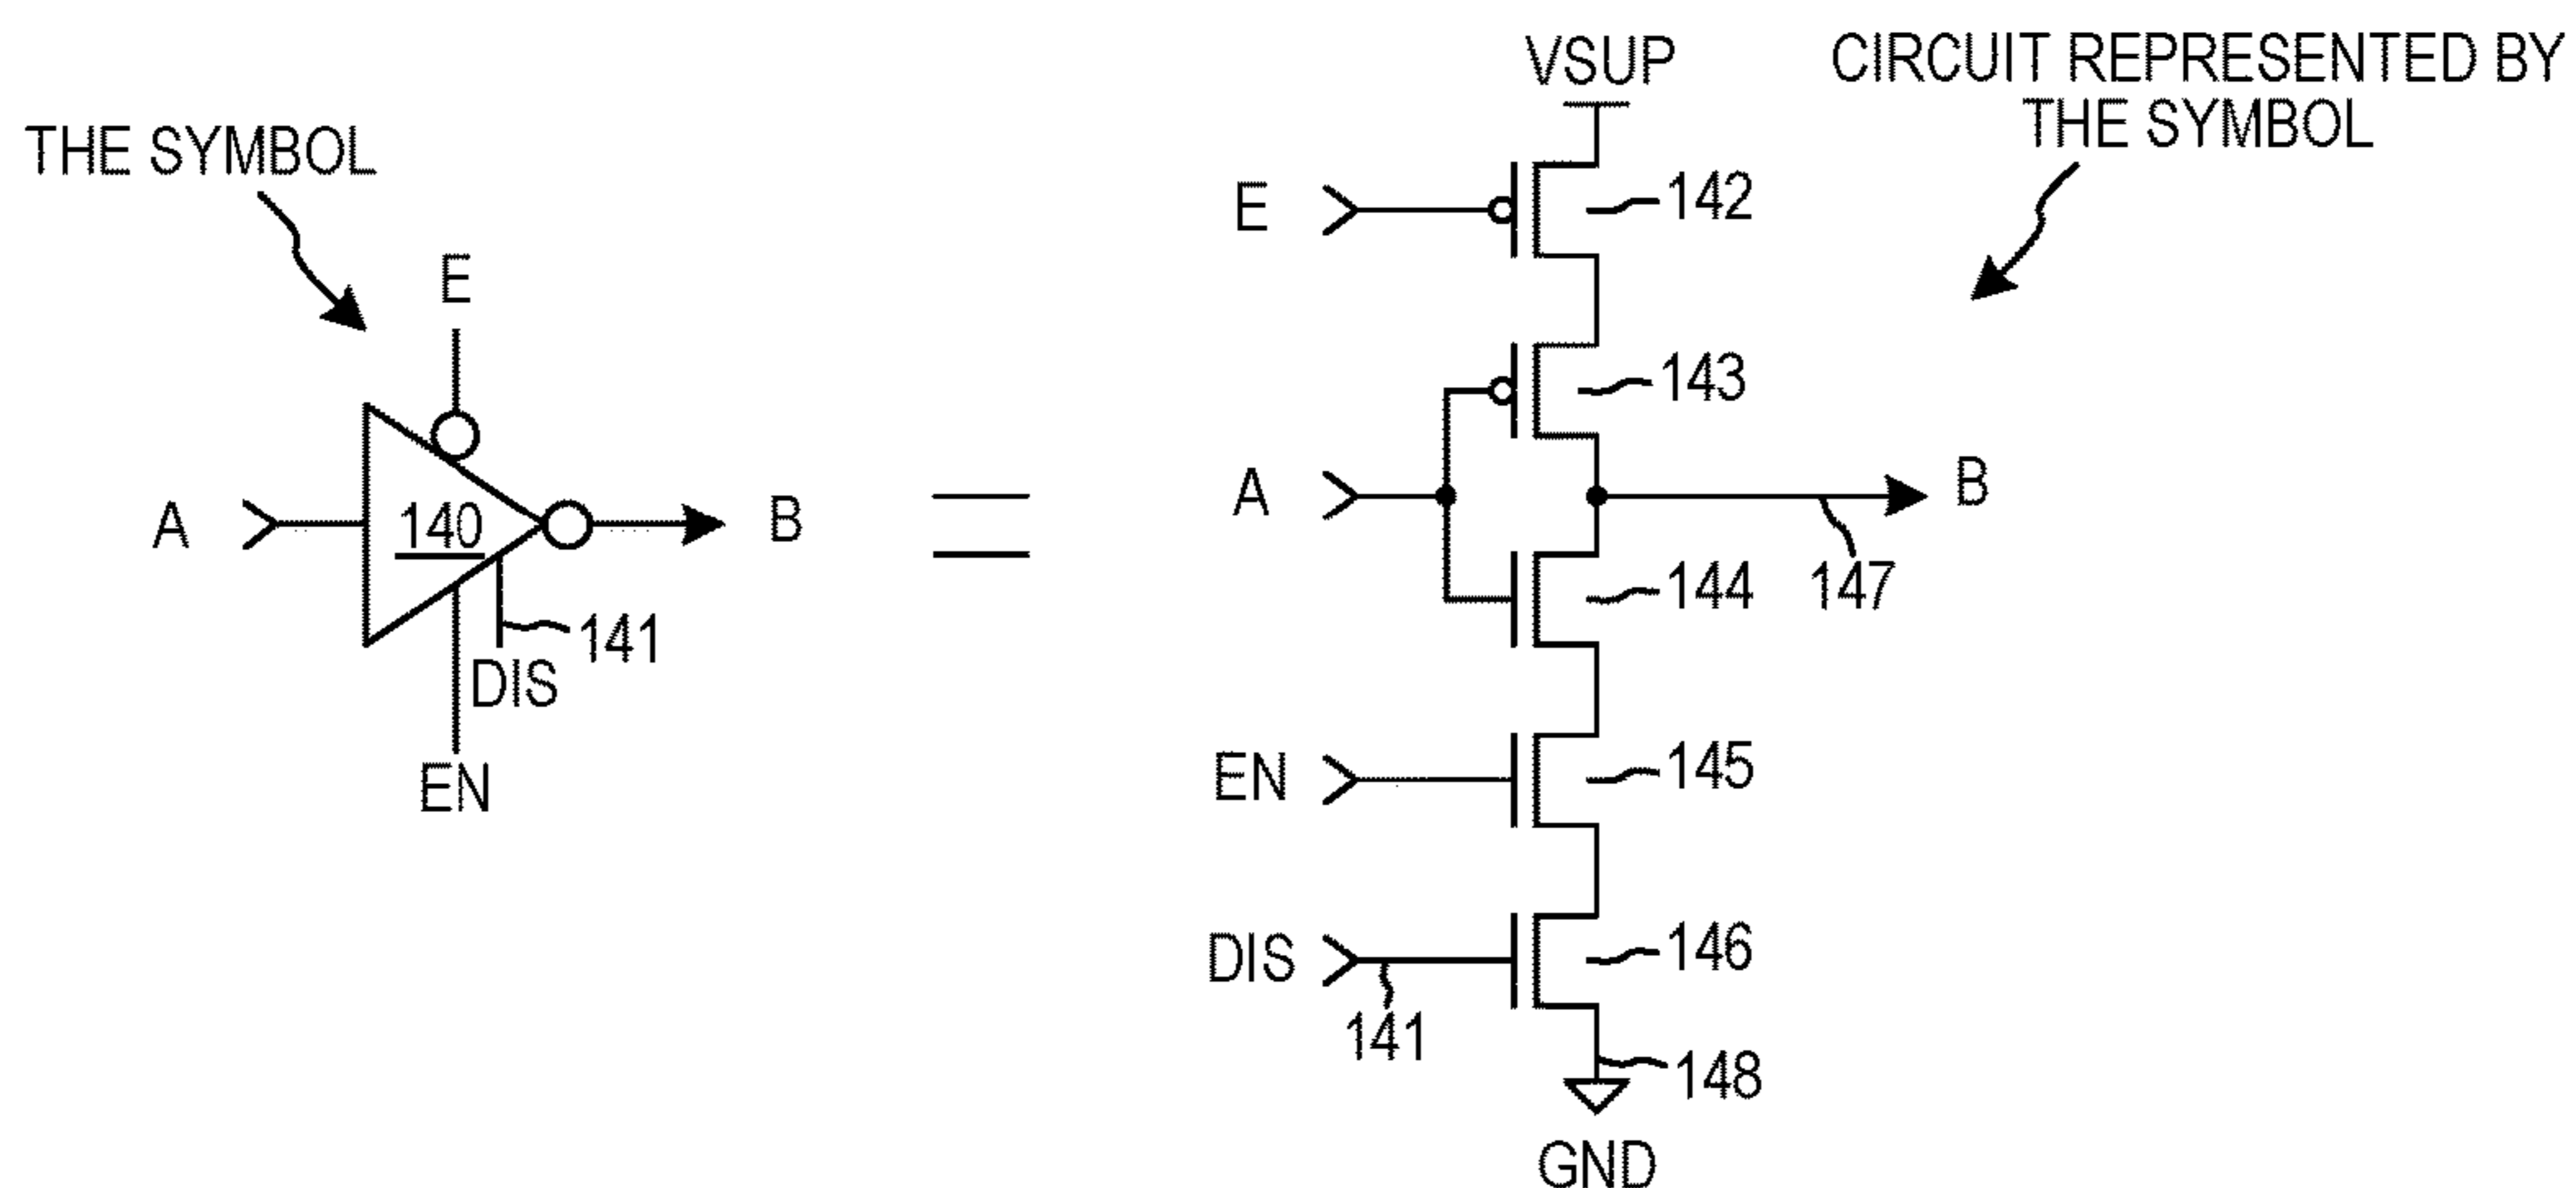 THE SYMBOL
E
A
140
B
141
DIS
EN
VSUP
CIRCUIT REPRESENTED BY
THE SYMBOL
E
142
143
A
B
147
144
EN
145
DIS
141
146
148
GND